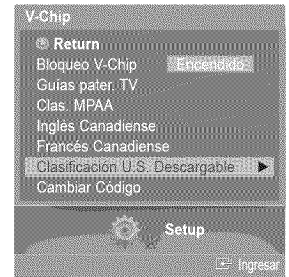 V-Chip
Return
Bloqueo V-Chip Encendido
Guías pater. TV
Clas. MPAA
Inglés Canadiense
Francés Canadiense
Clasificación U.S. Descargable
Cambiar Código
Setup
Ingresar